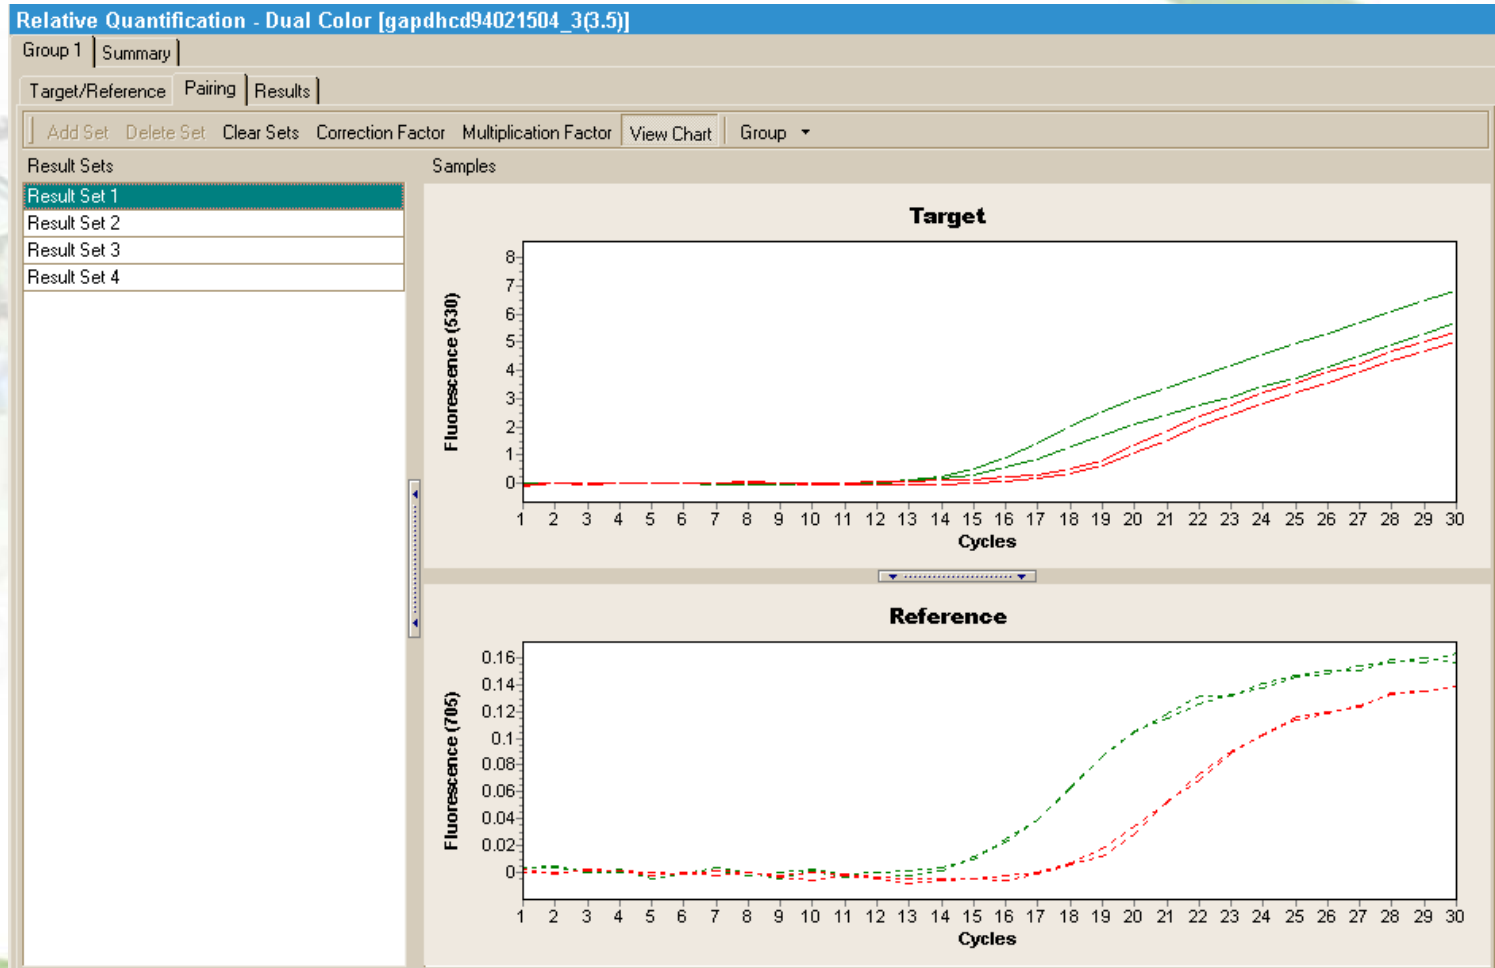 Relative Quantification - Dual Color [gapdhcd94021504_3(3.5)]
Group 1 Summary
Target/Reference Pairing Results
Add Set Delete Set Clear Sets Correction Factor Multiplication Factor View Chart Group
Result Sets
Result Set 1
Result Set 2
Result Set 3
Result Set 4
Samples
Target
Fluorescence (530)
8
7
6
5
4
3
2
1
0
1 2 3 4 5 6 7 8 9 10 11 12 13 14 15 16 17 18 19 20 21 22 23 24 25 26 27 28 29 30
Cycles
Reference
Fluorescence (705)
0.16
0.14
0.12
0.1
0.08
0.06
0.04
0.02
0
1 2 3 4 5 6 7 8 9 10 11 12 13 14 15 16 17 18 19 20 21 22 23 24 25 26 27 28 29 30
Cycles